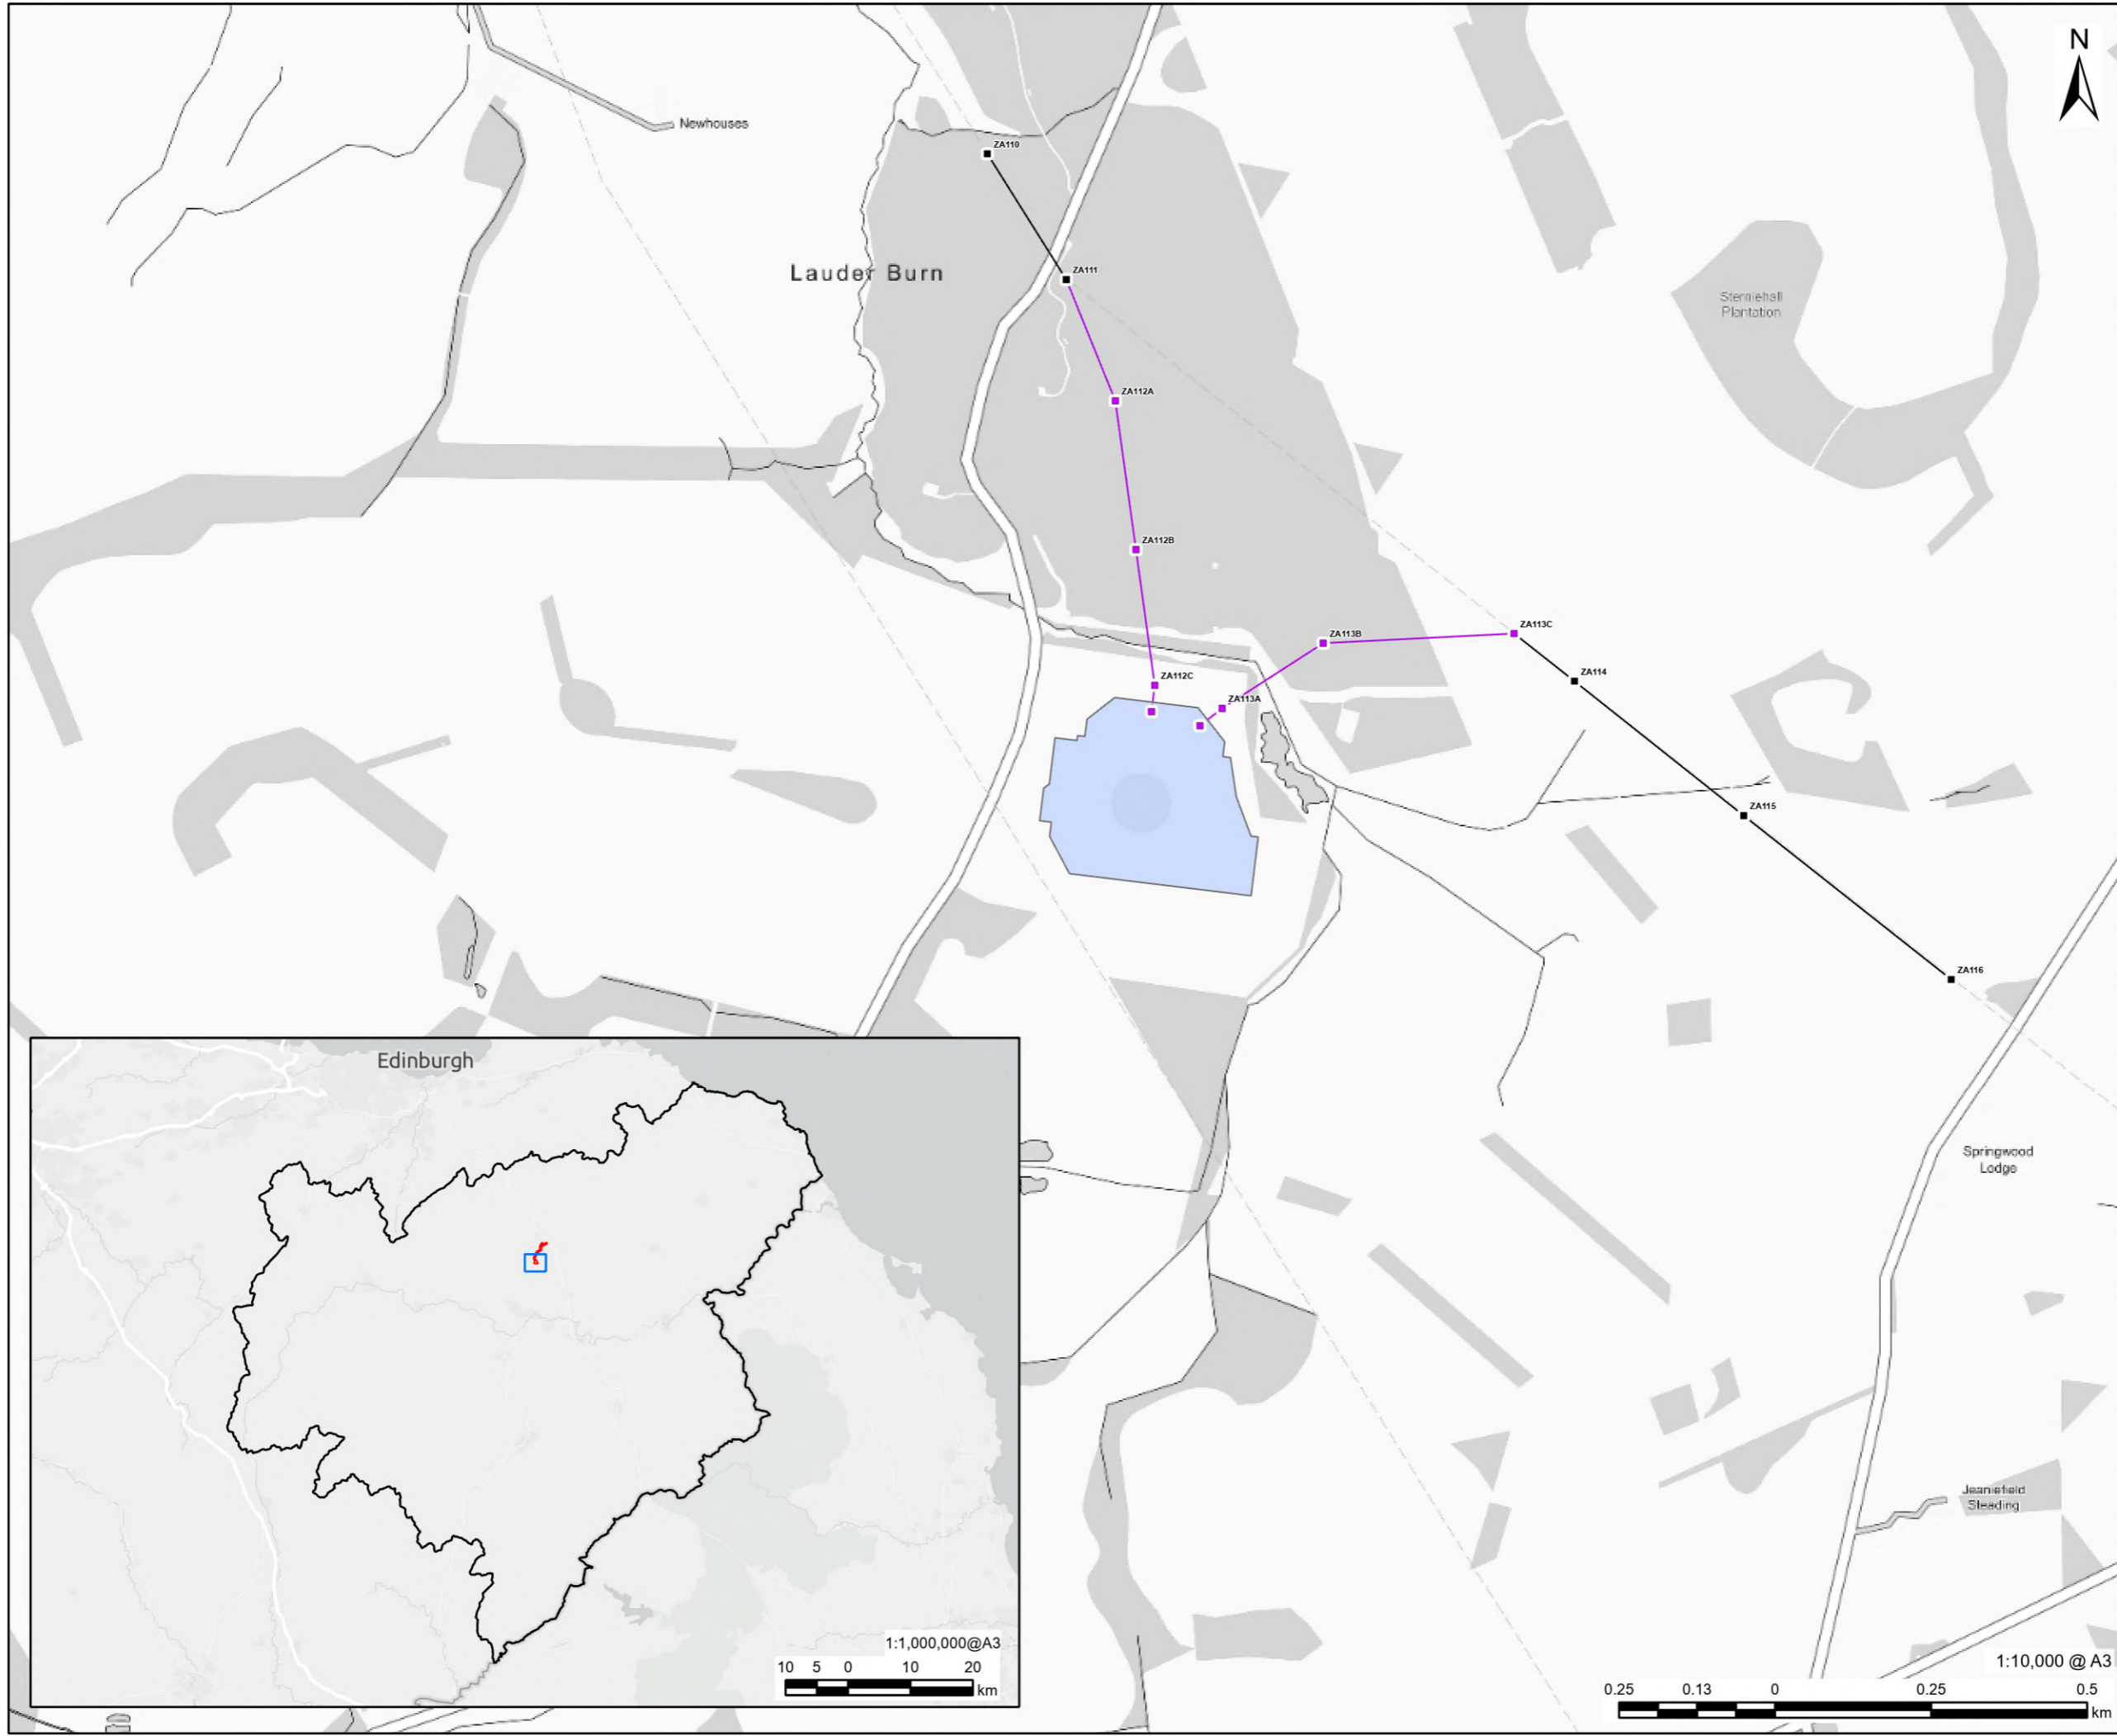 N
Newhouses
ZA110
Lauder Burn
ZA111
Sterniehall
Plantation
ZA112A
ZA112B
ZA113C
ZA113B
ZA114
ZA112C
ZA113A
ZA115
ZA116
Edinburgh
Springwood
Lodge
Jeaniefield
Steading
1:1,000,000@A3
10 5 0 10 20
km
1:10,000 @ A3
0.25 0.13 0 0.25 0.5
km